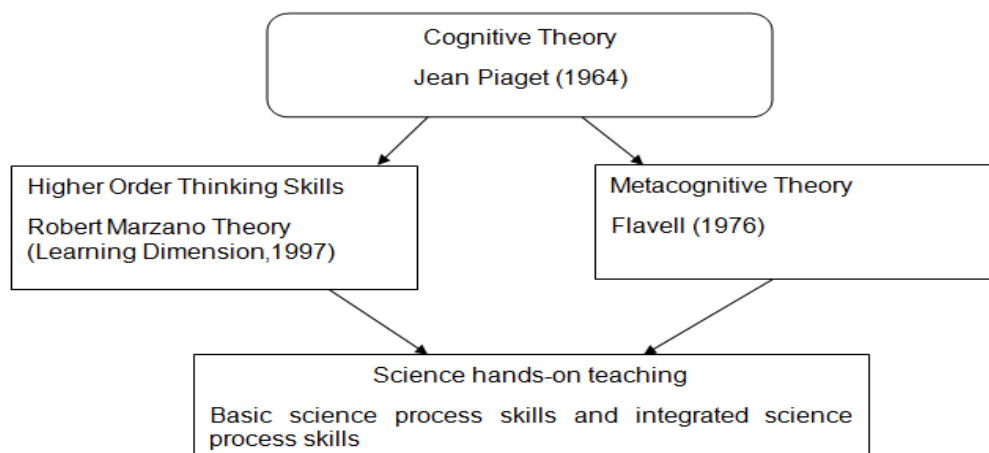 Cognitive Theory
Jean Piaget (1964)
Higher Order Thinking Skills
Robert Marzano Theory
(Learning Dimension,1997)
Metacognitive Theory
Flavell (1976)
Science hands-on teaching
Basic science process skills and integrated science
process skills